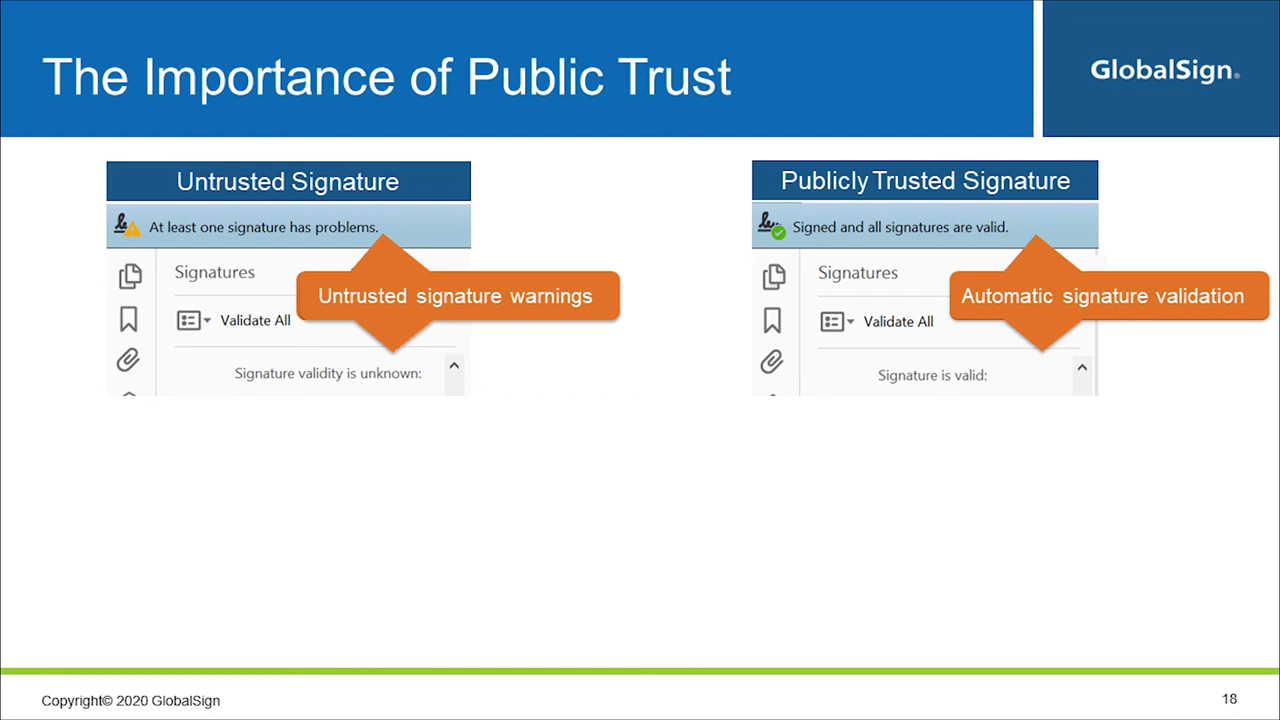 The Importance of Public Trust
GlobalSign.
Untrusted Signature
At least one signature has problems.
Signatures
Untrusted signature warnings
Validate All
Signature validity is unknown:
Publicly Trusted Signature
Signed and all signatures are valid.
Signatures
Automatic signature validation
Validate All
Signature is valid:
Copyright© 2020 GlobalSign
18